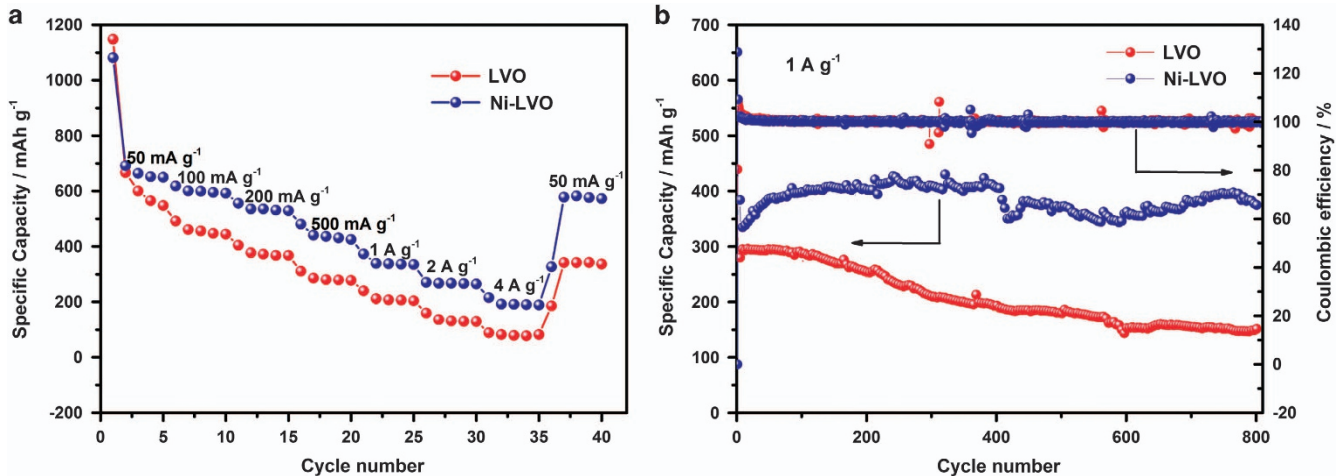 a
1200
1000
800
600
400
200
0
-200
Specific Capacity / mAh g-1
LVO
Ni-LVO
50 mA g-1
100 mA g-1
200 mA g-1
500 mA g-1
1 A g-1
2 A g-1
4 A g-1
50 mA g-1
0 5 10 15 20 25 30 35 40
Cycle number
b
700
600
500
400
300
200
100
0
Specific Capacity / mAh g-1
1 A g-1
LVO
Ni-LVO
140
120
100
80
60
40
20
0
-20
Coulombic efficiency / %
0 200 400 600 800
Cycle number